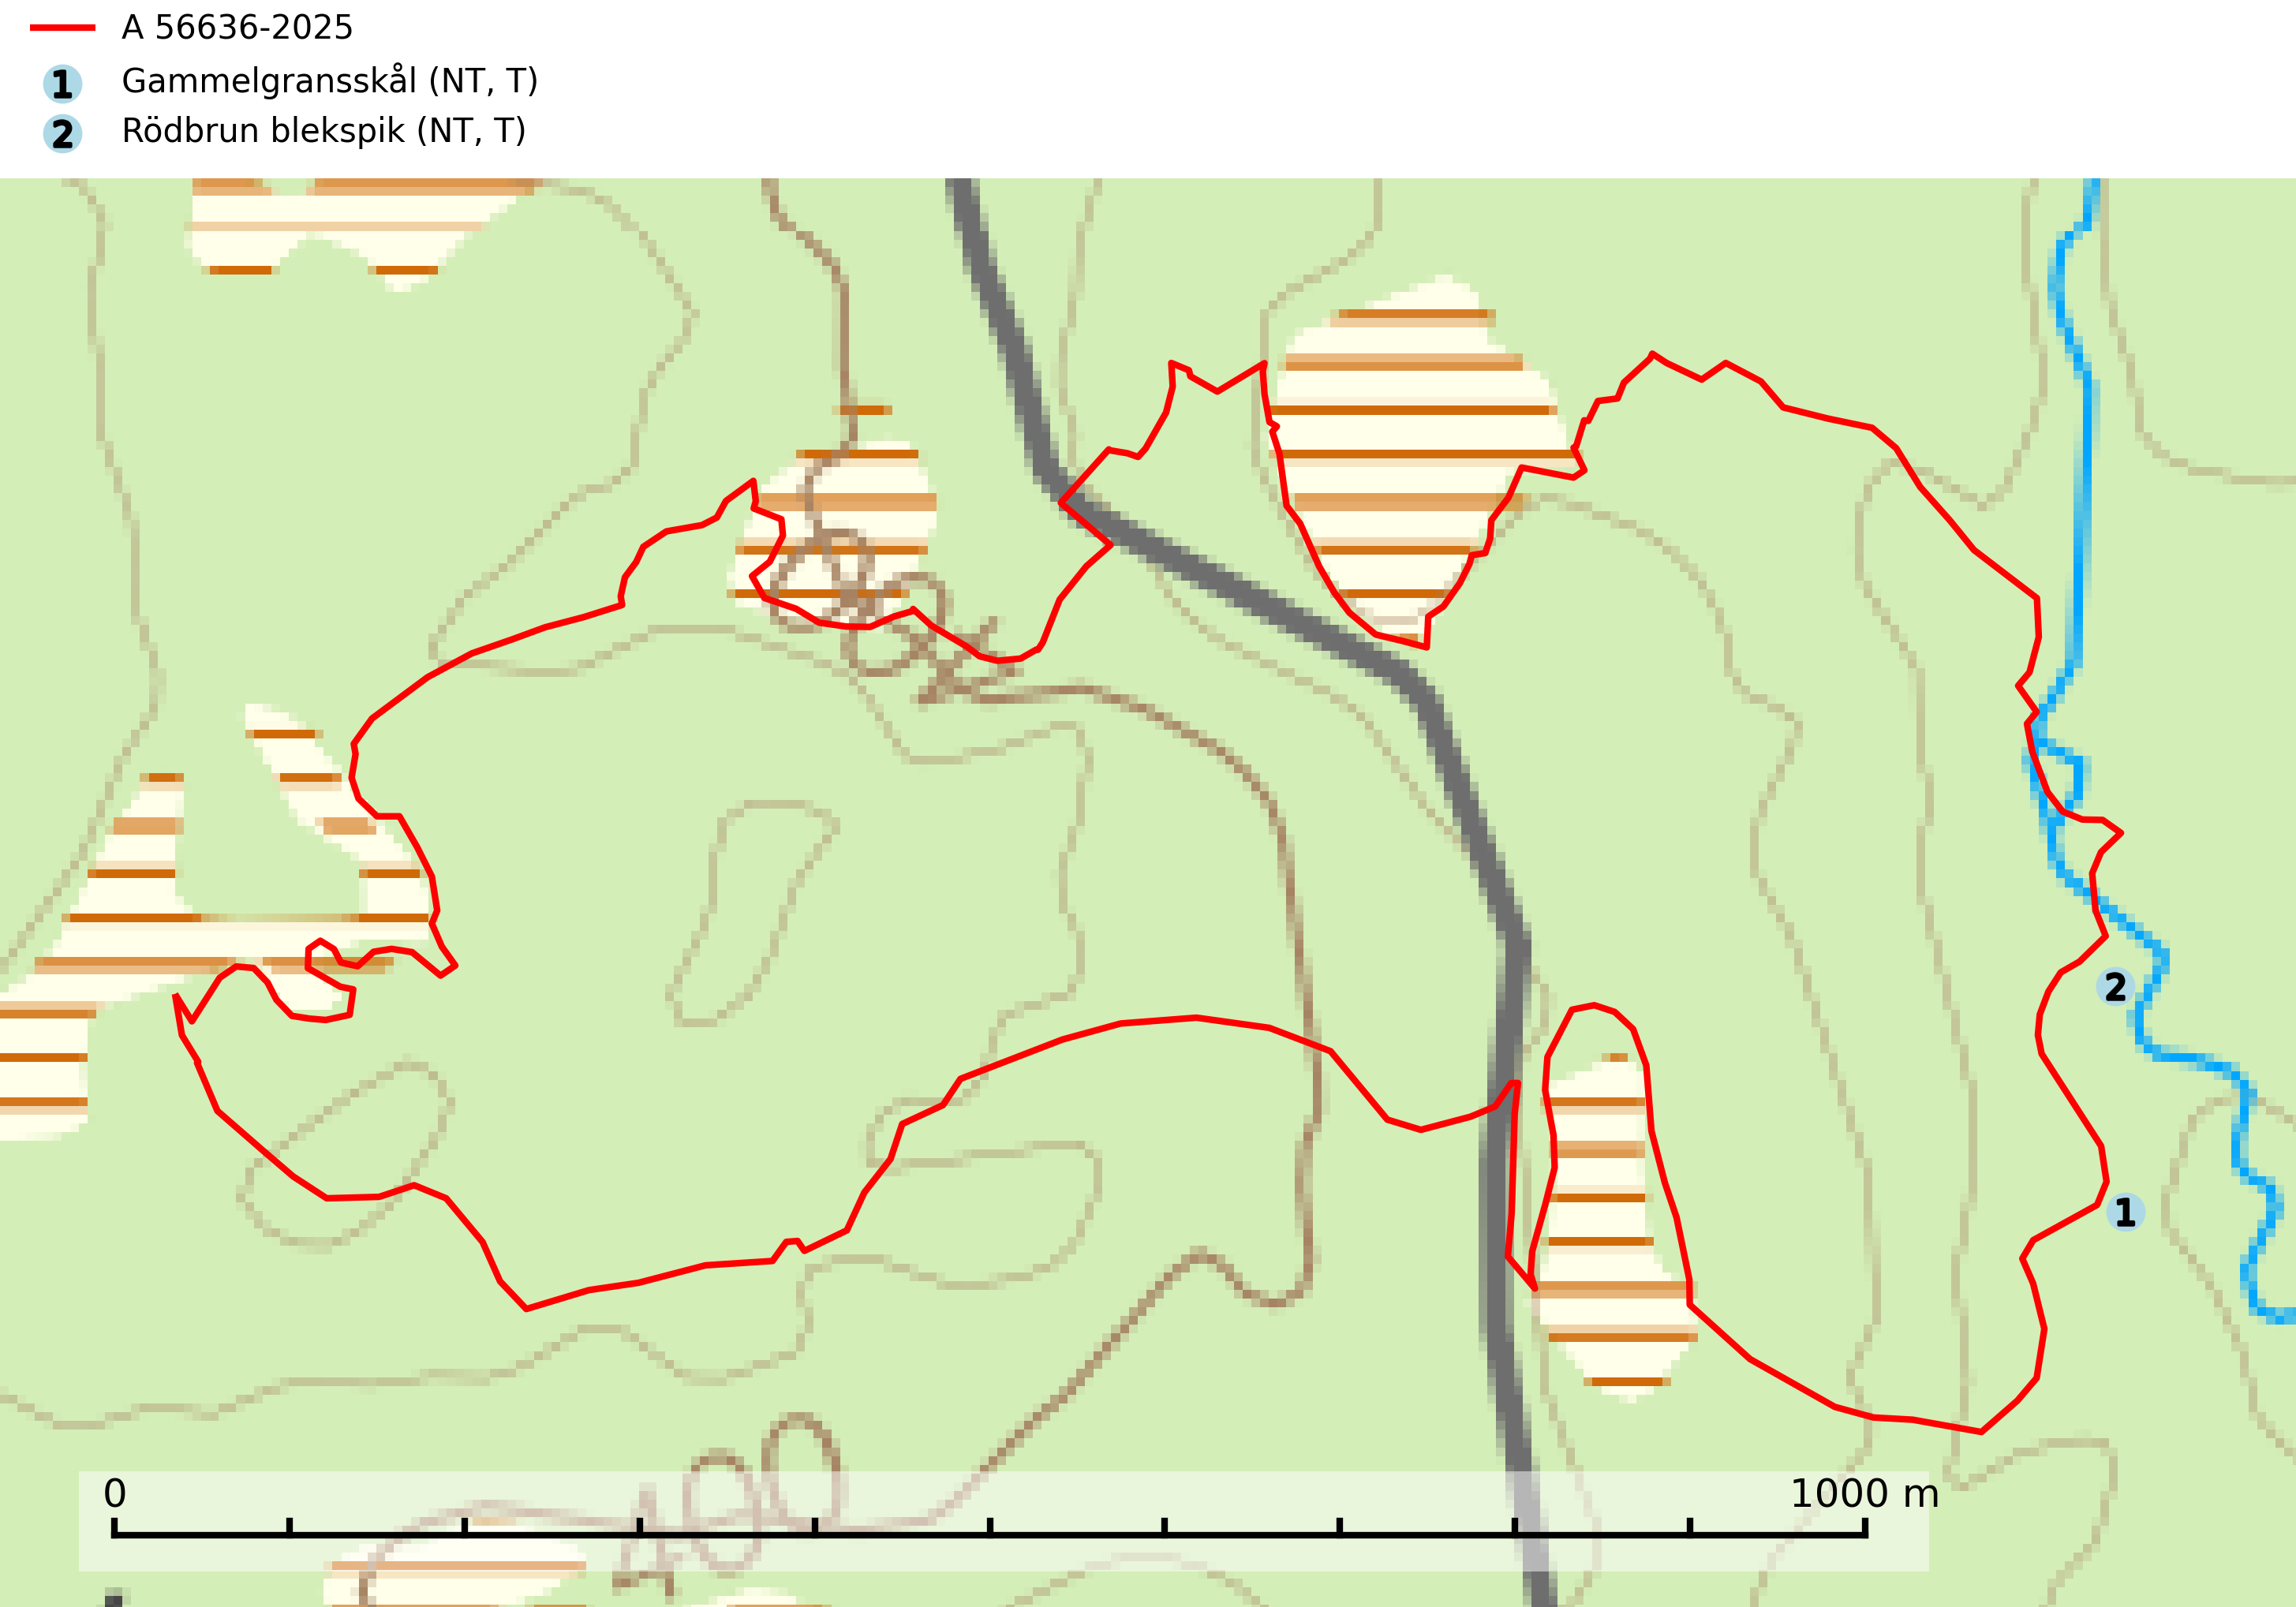 A 56636-2025
1 Gammelgransskål (NT, T)
2 Rödbrun blekspik (NT, T)
2
1
0 1000 m